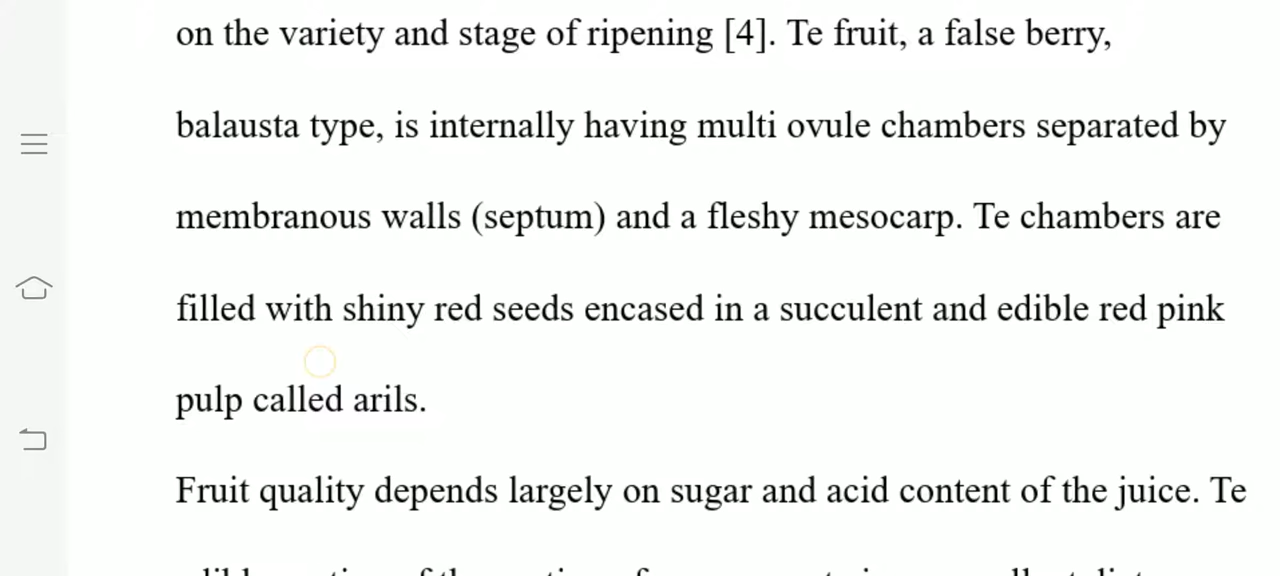 on the variety and stage of ripening [4]. Te fruit, a false berry,
balausta type, is internally having multi ovule chambers separated by
membranous walls (septum) and a fleshy mesocarp. Te chambers are
filled with shiny red seeds encased in a succulent and edible red pink
pulp called arils.
Fruit quality depends largely on sugar and acid content of the juice. Te